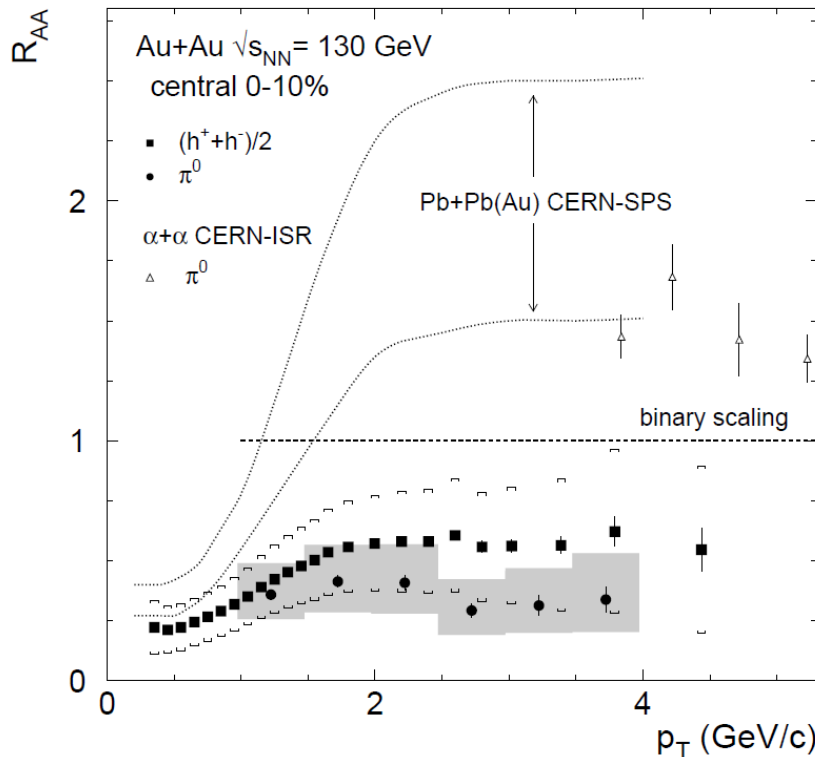 R_AA
Au+Au √s_NN = 130 GeV
central 0-10%
(h⁺+h⁻)/2
π⁰
α+α CERN-ISR
π⁰
Pb+Pb(Au) CERN-SPS
binary scaling
2
1
0
0
2
4
p_T (GeV/c)